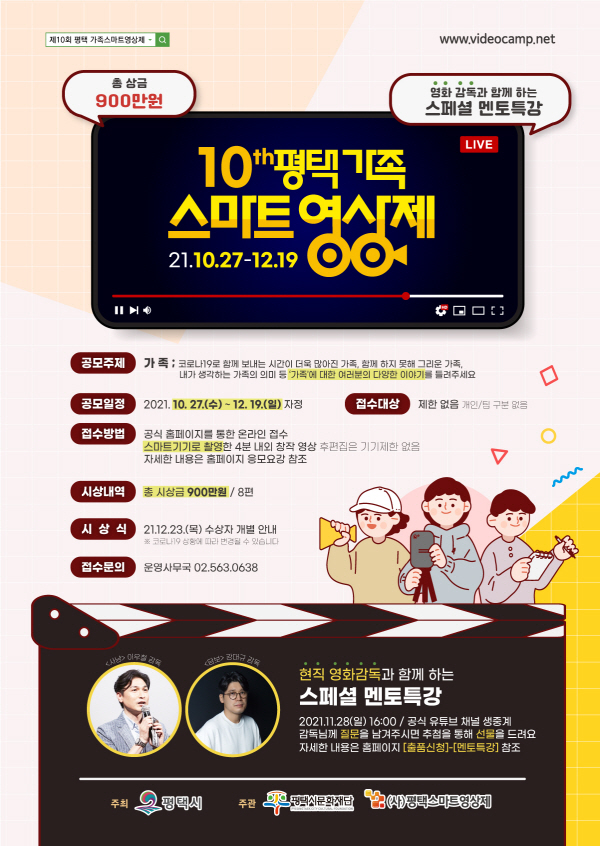 제10회 평택 가족스마트영상제
www.videocamp.net
총 상금
900만원
영화 감독과 함께 하는
스페셜 멘토특강
LIVE
10th평택가족
스마트영상제
21.10.27-12.19
공모주제
가 족 ; 코로나19로 함께 보내는 시간이 더욱 많아진 가족, 함께 하지 못해 그리운 가족,
내가 생각하는 가족의 의미 등 '가족'에 대한 여러분의 다양한 이야기를 들려주세요
공모일정
2021. 10. 27.(수) ~ 12. 19.(일) 자정
접수대상
제한 없음 개인/팀 구분 없음
접수방법
공식 홈페이지를 통한 온라인 접수
스마트기기로 촬영한 4분 내외 창작 영상 후편집은 기기제한 없음
자세한 내용은 홈페이지 응모요강 참조
시상내역
총 시상금 900만원 / 8편
시 상 식
21.12.23.(목) 수상자 개별 안내
※ 코로나19 상황에 따라 변경될 수 있습니다
접수문의
운영사무국 02.563.0638
<사남> 이무철 감독
<담보> 강대규 감독
현직 영화감독과 함께 하는
스페셜 멘토특강
2021.11.28(일) 16:00 / 공식 유튜브 채널 생중계
감독님께 질문을 남겨주시면 추첨을 통해 선물을 드려요
자세한 내용은 홈페이지 [출품신청]-[멘토특강] 참조
주최
평택시
주관
평택시문화재단
(사)평택스마트영상제